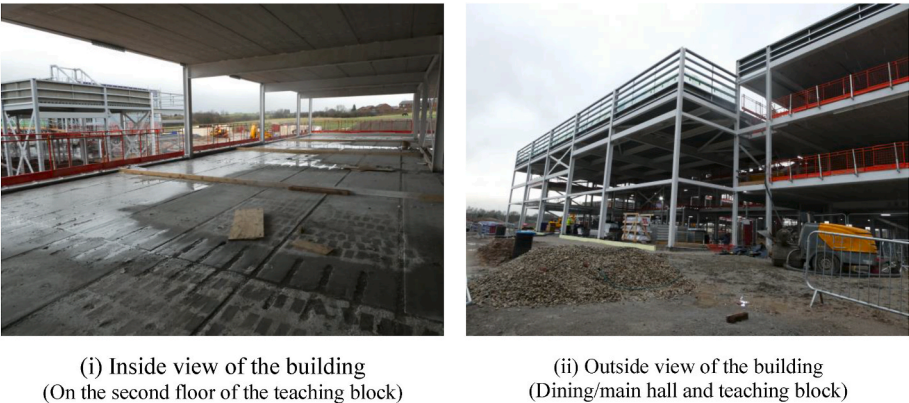 (i) Inside view of the building
(On the second floor of the teaching block)
(ii) Outside view of the building
(Dining/main hall and teaching block)